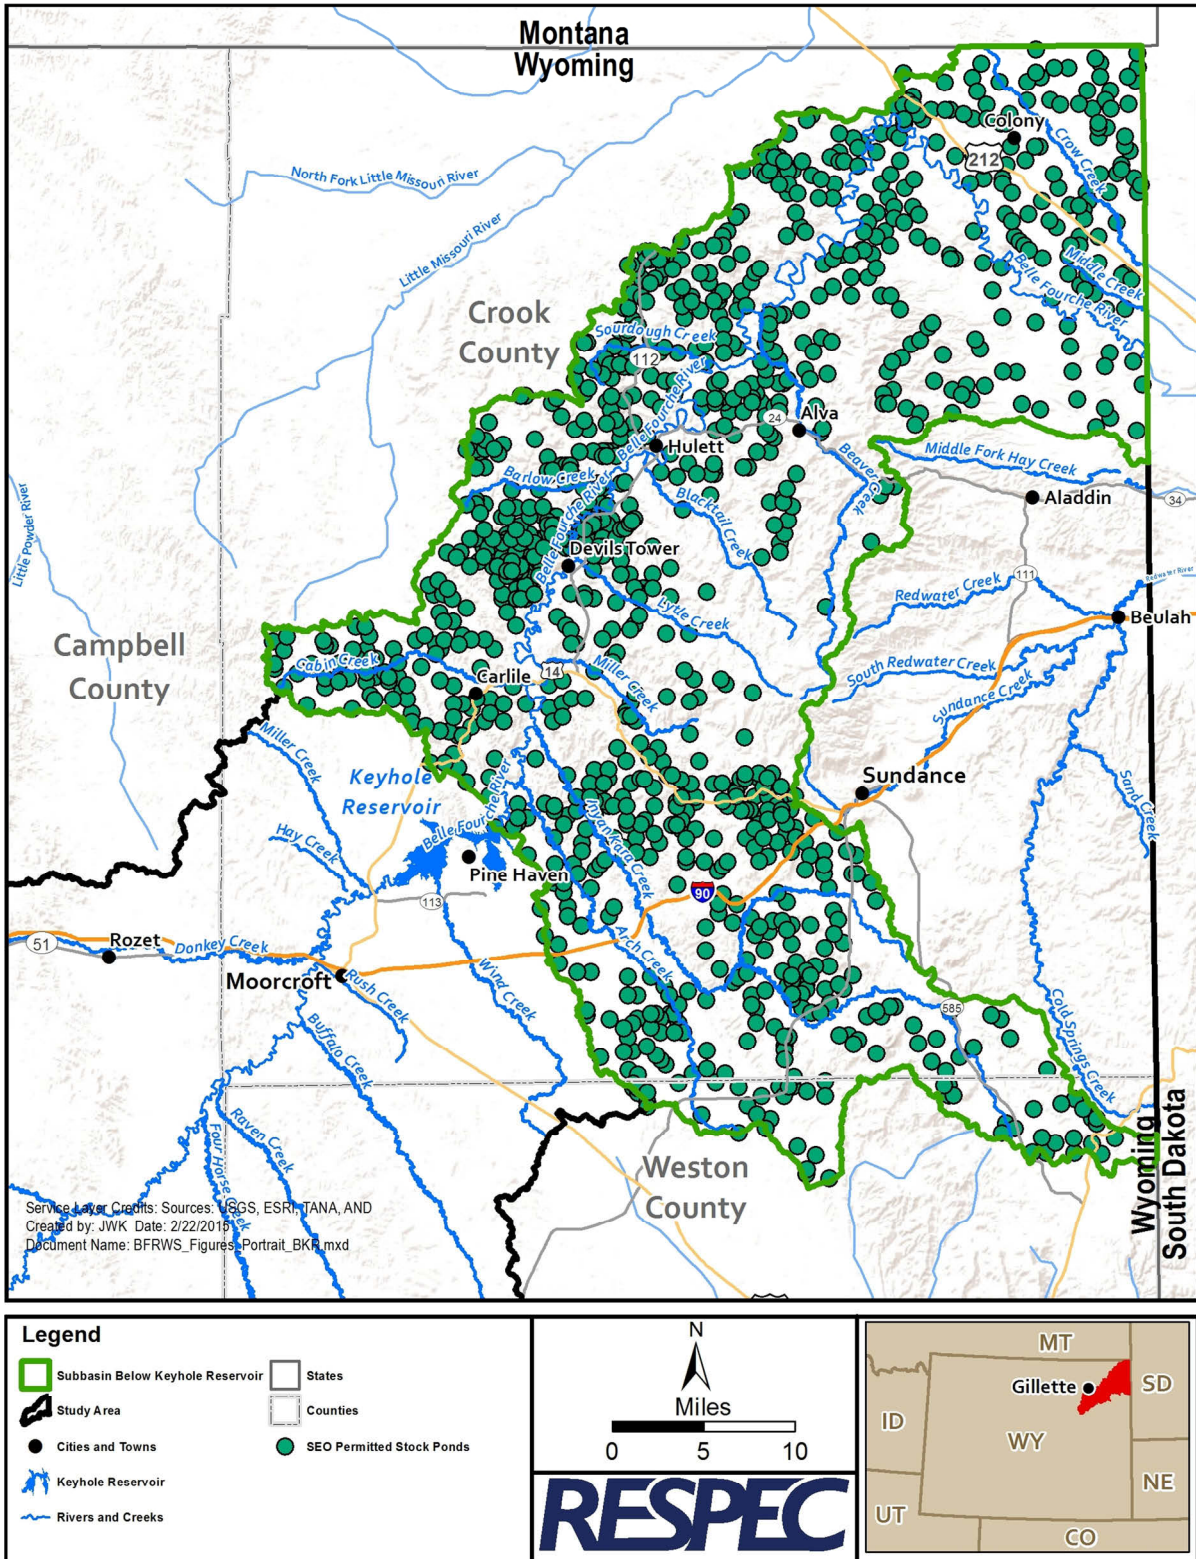 Montana
Wyoming
Colony
212
Crow Creek
North Fork Little Missouri River
Little Missouri River
Middle Creek
Belle Fourche River
Crook
County
Sourdough Creek
112
Belle Fourche River
24
Alva
Hulett
Beaver Creek
Middle Fork Hay Creek
Barlow Creek
Blacktail Creek
Aladdin
34
Little Powder River
Belle Fourche River
Devils Tower
111
Redwater Creek
Redwater River
Lytle Creek
Beulah
Campbell
County
Cabin Creek
Carlile
14
Miller Creek
South Redwater Creek
Sundance Creek
Miller Creek
Keyhole
Reservoir
Sundance
Sand Creek
Belle Fourche River
Inyan Kara Creek
Hay Creek
Pine Haven
90
113
51
Rozet
Donkey Creek
Arch Creek
Moorcroft
Rush Creek
Wind Creek
585
Cold Springs Creek
Buffalo Creek
Raven Creek
Four Horse Creek
Weston
County
Wyoming
South Dakota
Service Layer Credits: Sources: USGS, ESRI, TANA, AND
Created by: JWK Date: 2/22/2015
Document Name: BFRWS_Figures_Portrait_BKR.mxd
Legend
Subbasin Below Keyhole Reservoir
States
Study Area
Counties
Cities and Towns
SEO Permitted Stock Ponds
Keyhole Reservoir
Rivers and Creeks
N
Miles
0 5 10
RESPEC
MT
Gillette
SD
ID
WY
NE
UT
CO